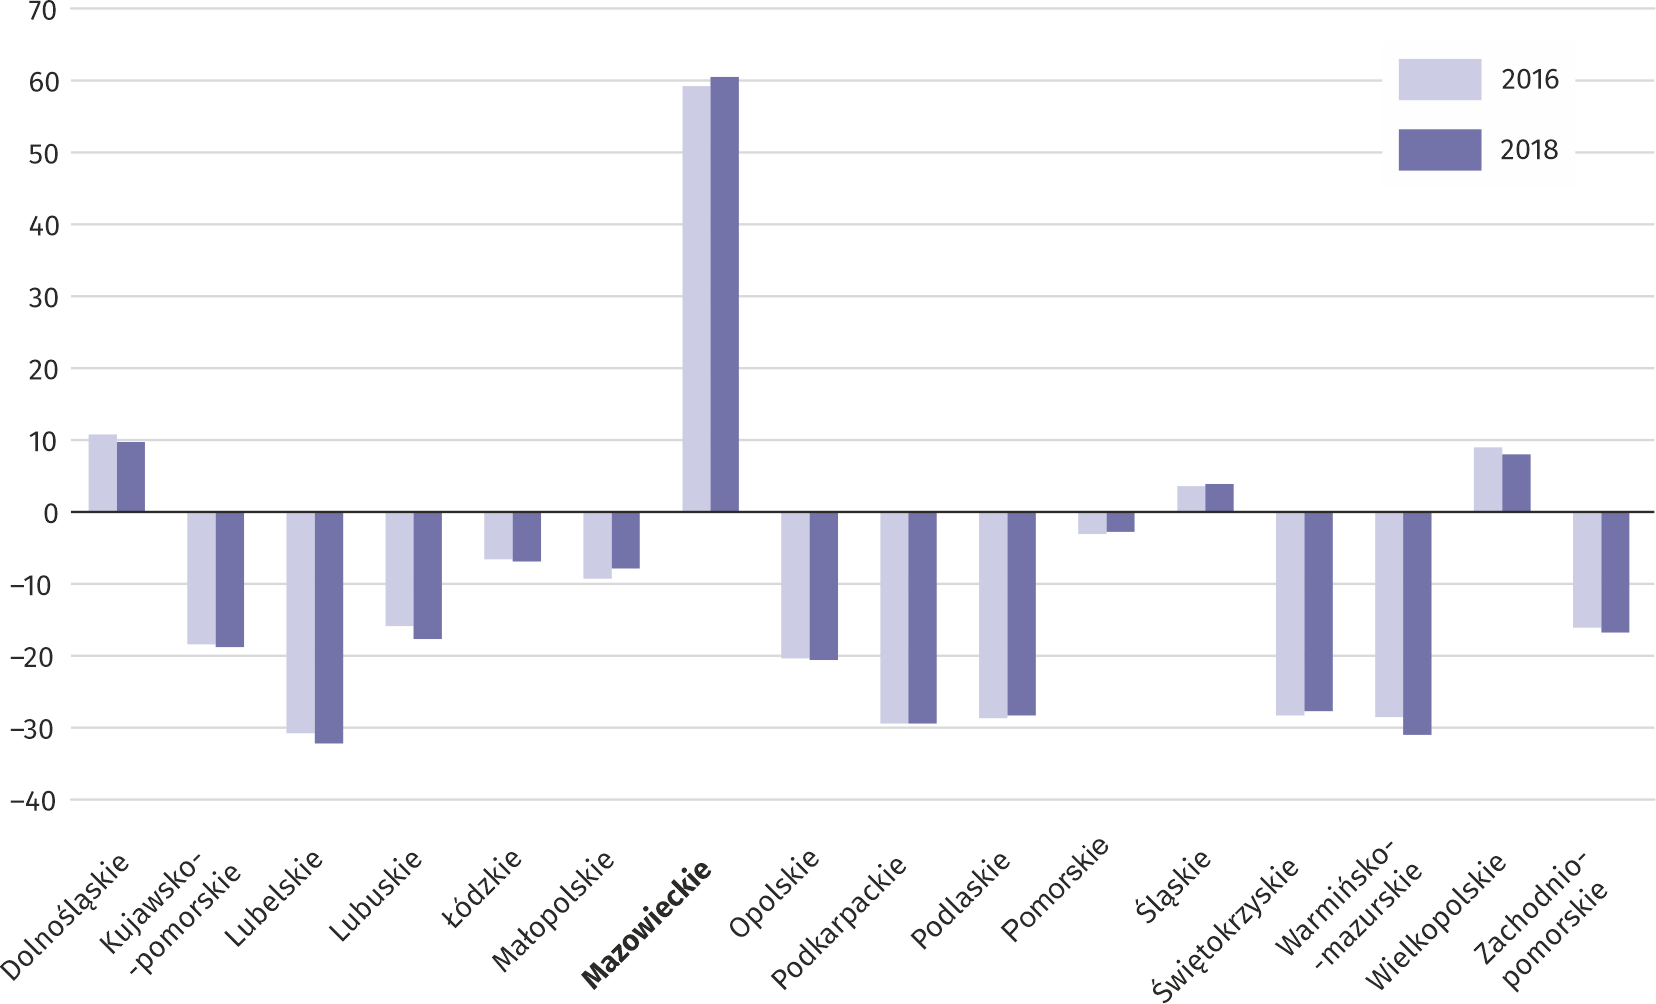 70
60
50
40
30
20
10
0
–10
–20
–30
–40
2016
2018
Dolnośląskie
Kujawsko-
-pomorskie
Lubelskie
Lubuskie
Łódzkie
Małopolskie
Mazowieckie
Opolskie
Podkarpackie
Podlaskie
Pomorskie
Śląskie
Świętokrzyskie
Warmińsko-
-mazurskie
Wielkopolskie
Zachodnio-
pomorskie